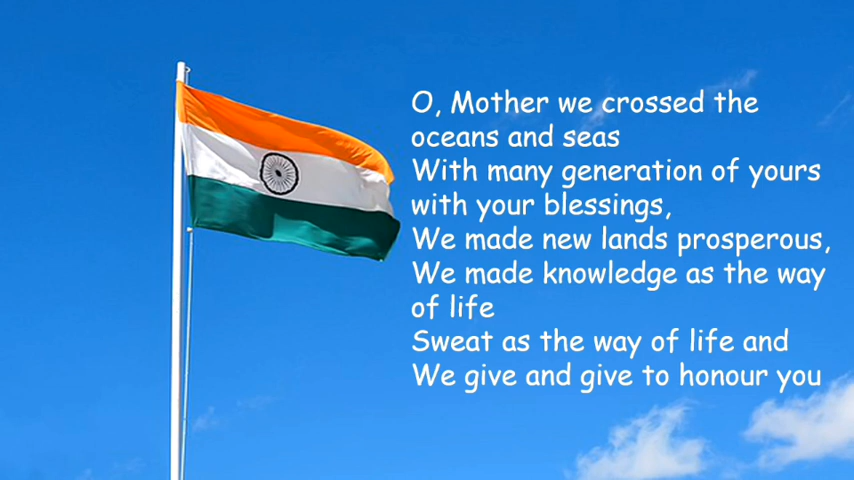 O, Mother we crossed the
oceans and seas
With many generation of yours
with your blessings,
We made new lands prosperous,
We made knowledge as the way
of life
Sweat as the way of life and
We give and give to honour you